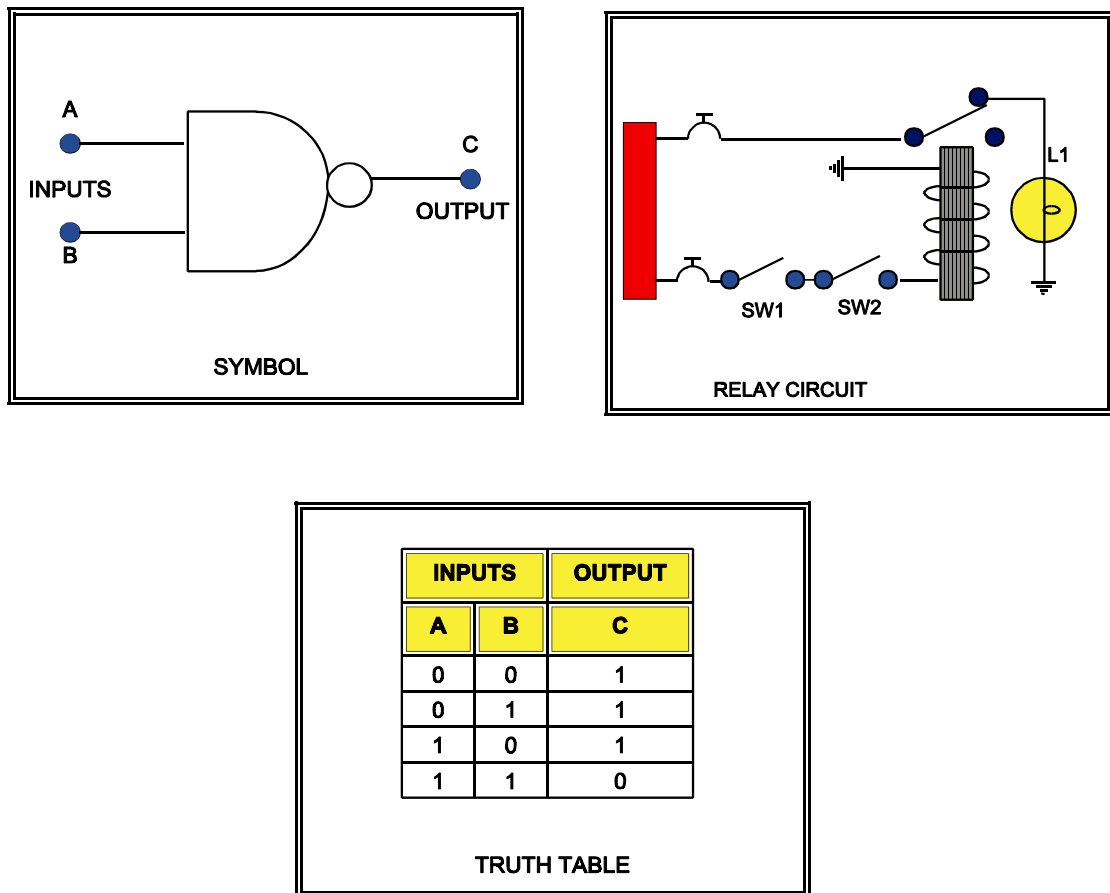 A
INPUTS
B
C
OUTPUT
SYMBOL
L1
SW1 SW2
RELAY CIRCUIT
INPUTS OUTPUT
A B C
0 0 1
0 1 1
1 0 1
1 1 0
TRUTH TABLE